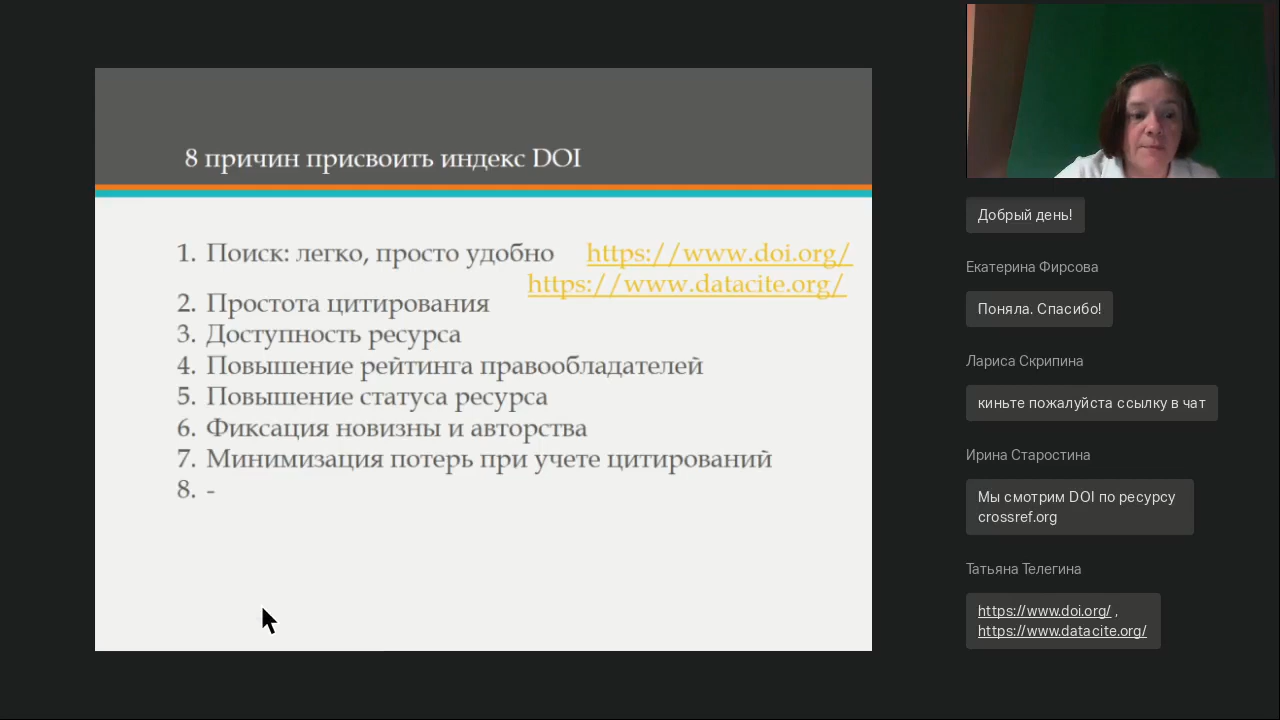 8 причин присвоить индекс DOI
1. Поиск: легко, просто удобно https://www.doi.org/
https://www.datacite.org/
2. Простота цитирования
3. Доступность ресурса
4. Повышение рейтинга правообладателей
5. Повышение статуса ресурса
6. Фиксация новизны и авторства
7. Минимизация потерь при учете цитирований
8. -
Добрый день!
Екатерина Фирсова
Поняла. Спасибо!
Лариса Скрипина
киньте пожалуйста ссылку в чат
Ирина Старостина
Мы смотрим DOI по ресурсу
crossref.org
Татьяна Телегина
https://www.doi.org/ ,
https://www.datacite.org/